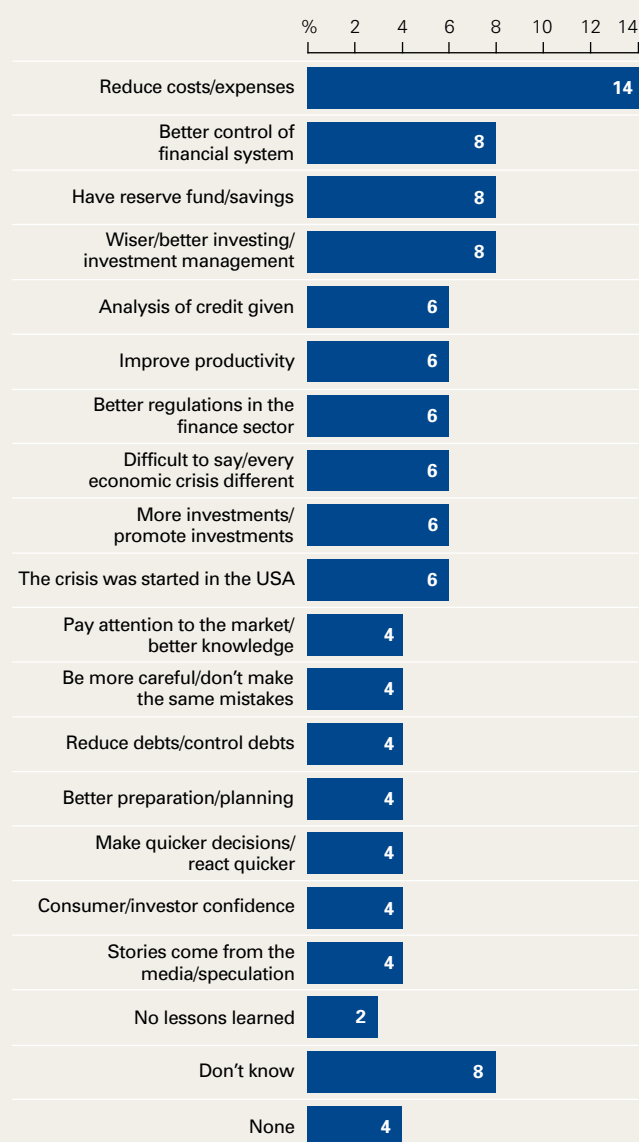 % 2 4 6 8 10 12 14
Reduce costs/expenses 14
Better control of
financial system 8
Have reserve fund/savings 8
Wiser/better investing/
investment management 8
Analysis of credit given 6
Improve productivity 6
Better regulations in the
finance sector 6
Difficult to say/every
economic crisis different 6
More investments/
promote investments 6
The crisis was started in the USA 6
Pay attention to the market/
better knowledge 4
Be more careful/don't make
the same mistakes 4
Reduce debts/control debts 4
Better preparation/planning 4
Make quicker decisions/
react quicker 4
Consumer/investor confidence 4
Stories come from the
media/speculation 4
No lessons learned 2
Don't know 8
None 4